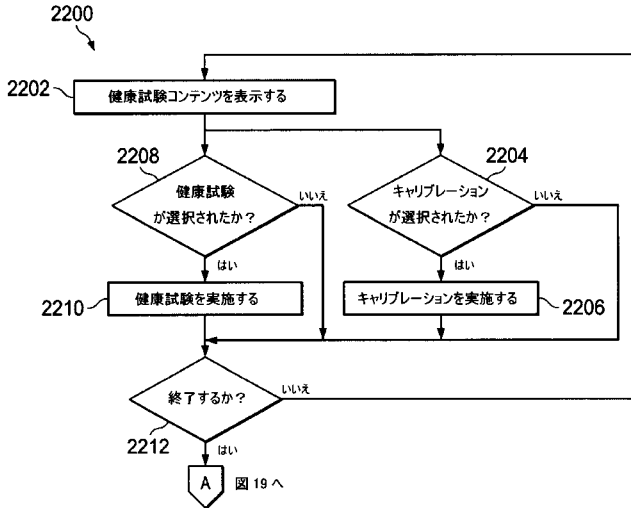 2200
2202
健康試験コンテンツを表示する
2208
2204
健康試験
が選択されたか？
いいえ
キャリブレーション
が選択されたか？
いいえ
はい
はい
2210
健康試験を実施する
キャリブレーションを実施する
2206
終了するか？
いいえ
2212
はい
A
図 19 へ